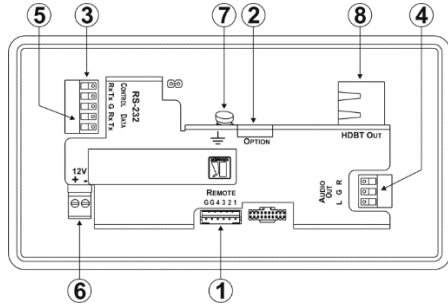 5 3 7 2 8 4
Rx Tx G Rx Tx
CONTROL DATA
RS-232
OPTION
HDBT OUT
12V
+ -
REMOTE
G G 4 3 2 1
AUDIO OUT
L G R
6 1